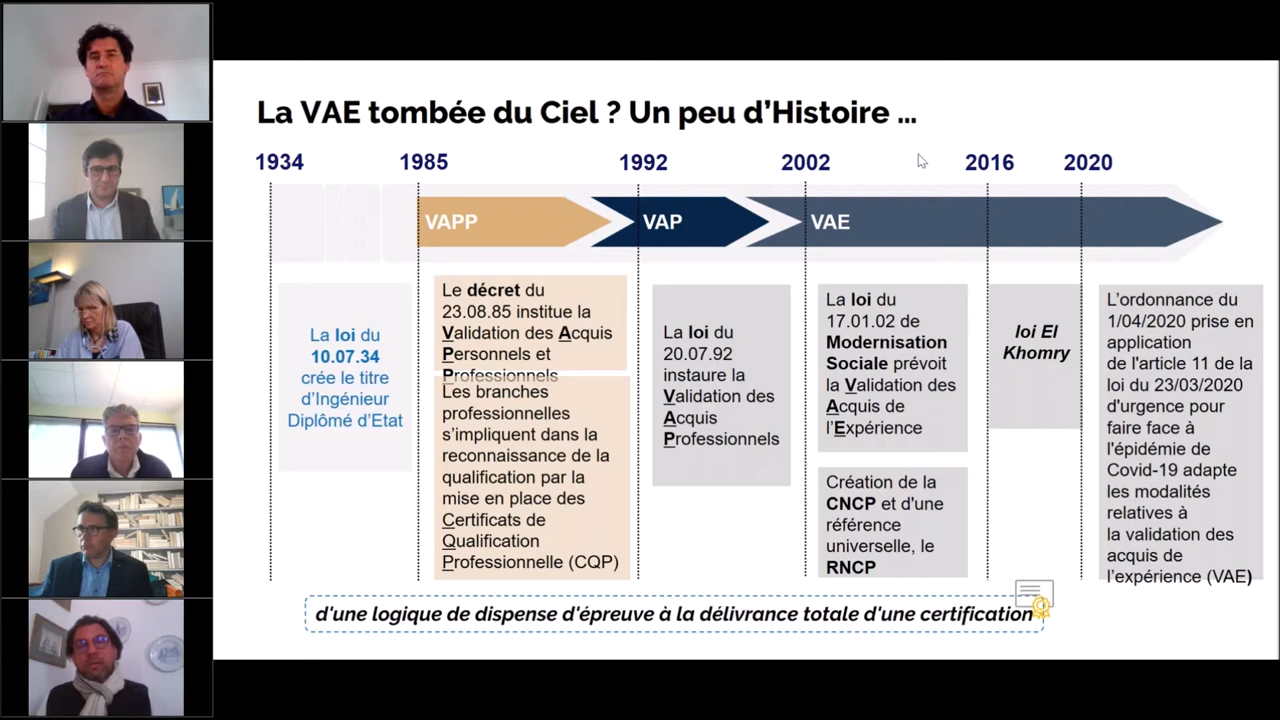 La VAE tombée du Ciel ? Un peu d’Histoire ...
1934
1985
1992
2002
2016
2020
VAPP
VAP
VAE
La loi du
10.07.34
crée le titre
d’Ingénieur
Diplômé d’Etat
Le décret du
23.08.85 institue la
Validation des Acquis
Personnels et
Professionnels
Les branches
professionnelles
s’impliquent dans la
reconnaissance de la
qualification par la
mise en place des
Certificats de
Qualification
Professionnelle (CQP)
La loi du
20.07.92
instaure la
Validation des
Acquis
Professionnels
La loi du
17.01.02 de
Modernisation
Sociale prévoit
la Validation des
Acquis de
l’Expérience
Création de la
CNCP et d'une
référence
universelle, le
RNCP
loi El
Khomry
L’ordonnance du
1/04/2020 prise en
application
de l'article 11 de la
loi du 23/03/2020
d'urgence pour
faire face à
l'épidémie de
Covid-19 adapte
les modalités
relatives à
la validation des
acquis de
l’expérience (VAE)
d'une logique de dispense d'épreuve à la délivrance totale d'une certification